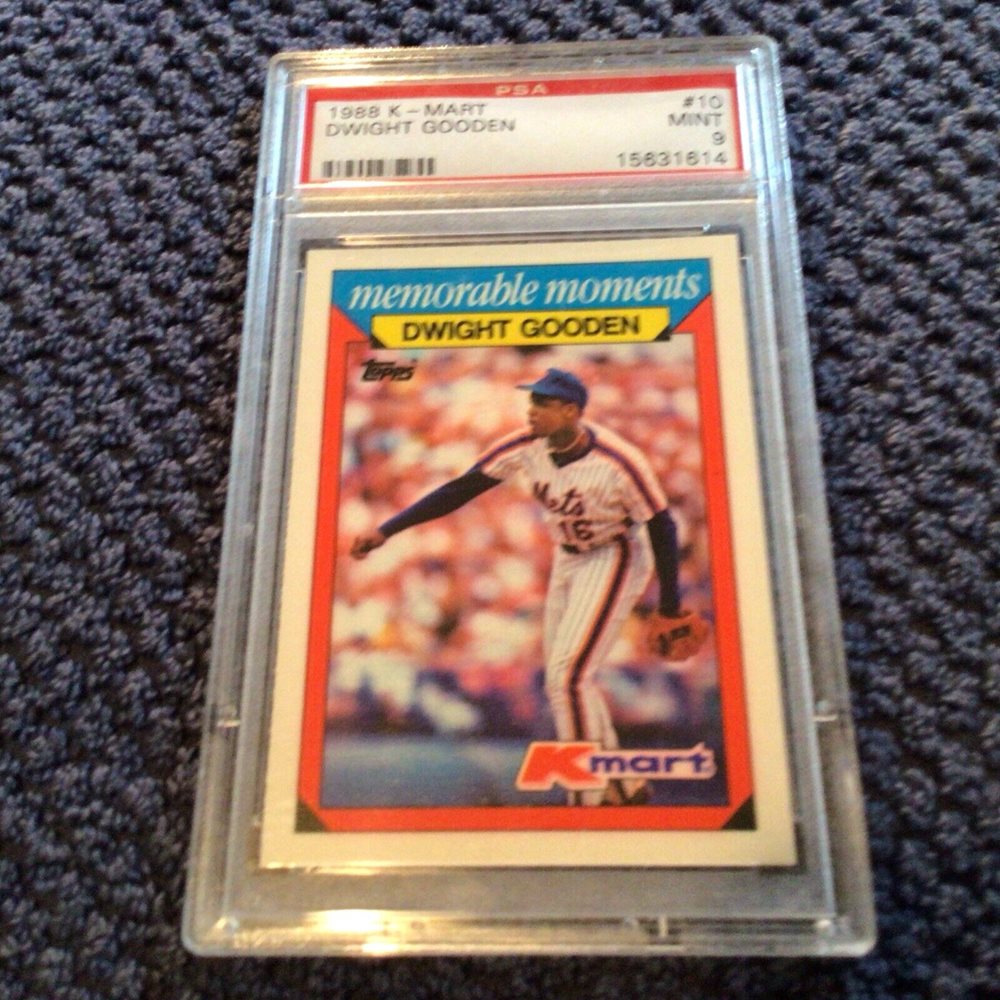 PSA
1988 K-MART #10
DWIGHT GOODEN MINT
9
15631614
memorable moments
DWIGHT GOODEN
Topps
Mets
16
Kmart